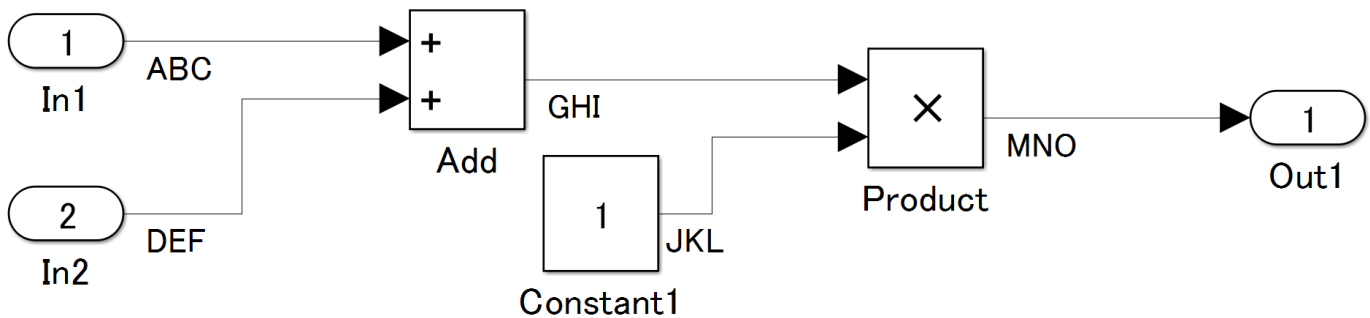 1
ABC
In1
2
DEF
In2
+
+
Add
GHI
1
JKL
Constant1
×
Product
MNO
1
Out1